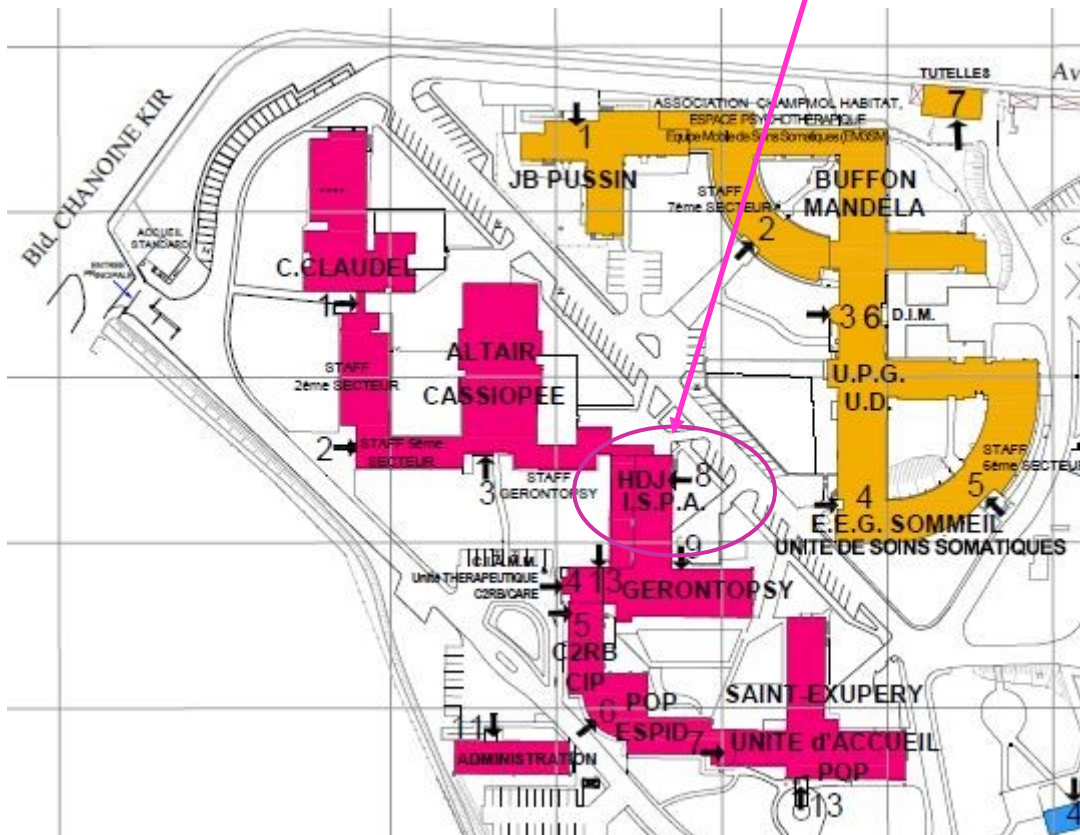 TUTELLES
Av
7
ASSOCIATION CHAMPMOL HABITAT,
ESPACE PSYCHOTHERAPIQUE
Equipe Mobile de Soins Somatiques (EMSSM)
1
JB PUSSIN
BUFFON
MANDELA
STAFF
7ème SECTEUR
2
Bld. CHANOINE KIR
ACCUEIL
STANDARD
ENTREE
PRINCIPALE
C.CLAUDEL
1
3 6
D.I.M.
ALTAIR
CASSIOPEE
STAFF
2ème SECTEUR
U.P.G.
U.D.
2
STAFF 5ème
SECTEUR
3
STAFF
GERONTOPSY
HDJ
I.S.P.A.
8
STAFF
6ème SECTEUR
4
5
E.E.G. SOMMEIL
UNITE DE SOINS SOMATIQUES
9
Unité THERAPEUTIQUE
C2RB/CARE
4
13
GERONTOPSY
5
C2RB
CIP
6
POP
ESPID
7
SAINT-EXUPERY
UNITE d'ACCUEIL
POP
11
ADMINISTRATION
13
4